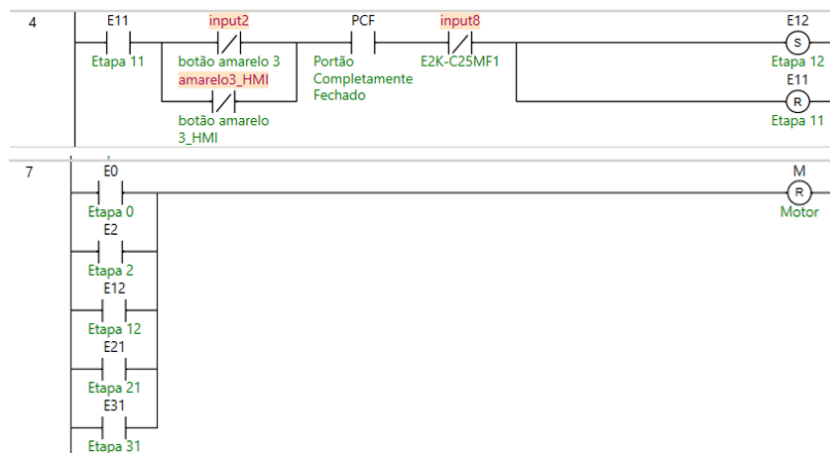 4
E11
input2
PCF
input8
E12
S
Etapa 11
botão amarelo 3
Portão
E2K-C25MF1
Etapa 12
amarelo3_HMI
Completamente
E11
Fechado
R
botão amarelo
Etapa 11
3_HMI
7
E0
M
R
Etapa 0
Motor
E2
Etapa 2
E12
Etapa 12
E21
Etapa 21
E31
Etapa 31